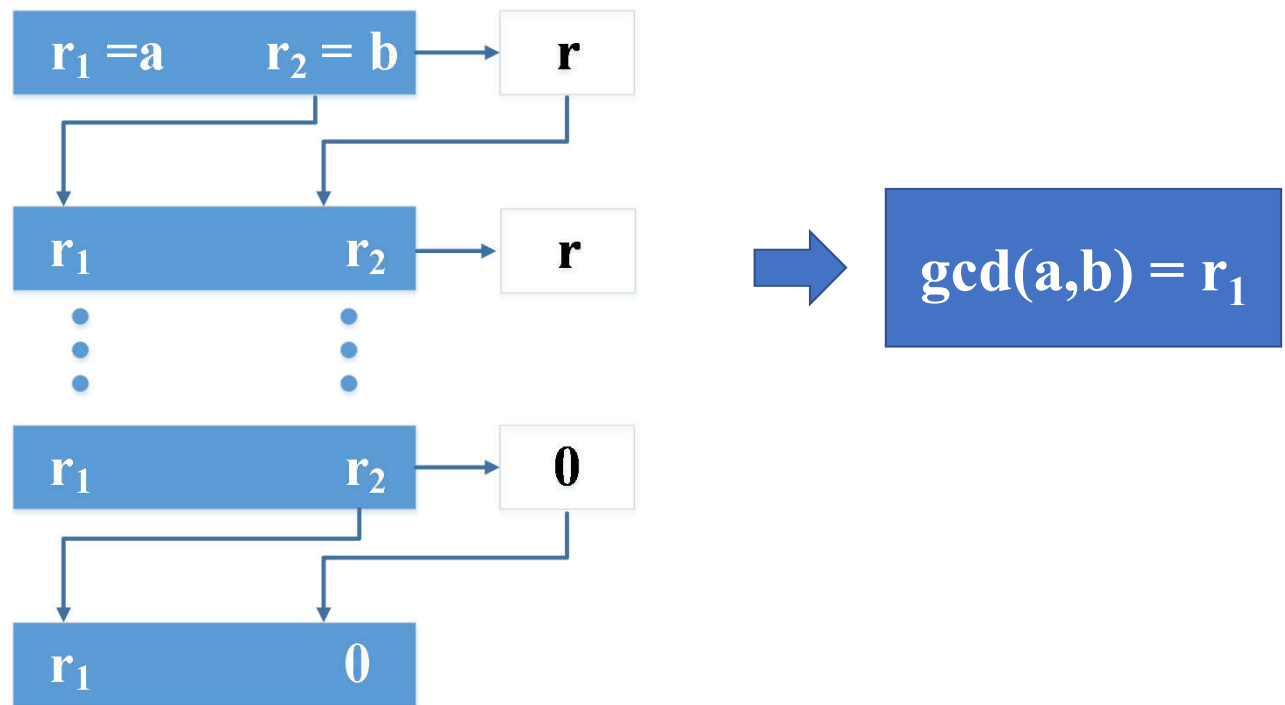 r₁ =a r₂ = b
r
r₁ r₂
r
gcd(a,b) = r₁
r₁ r₂
0
r₁ 0